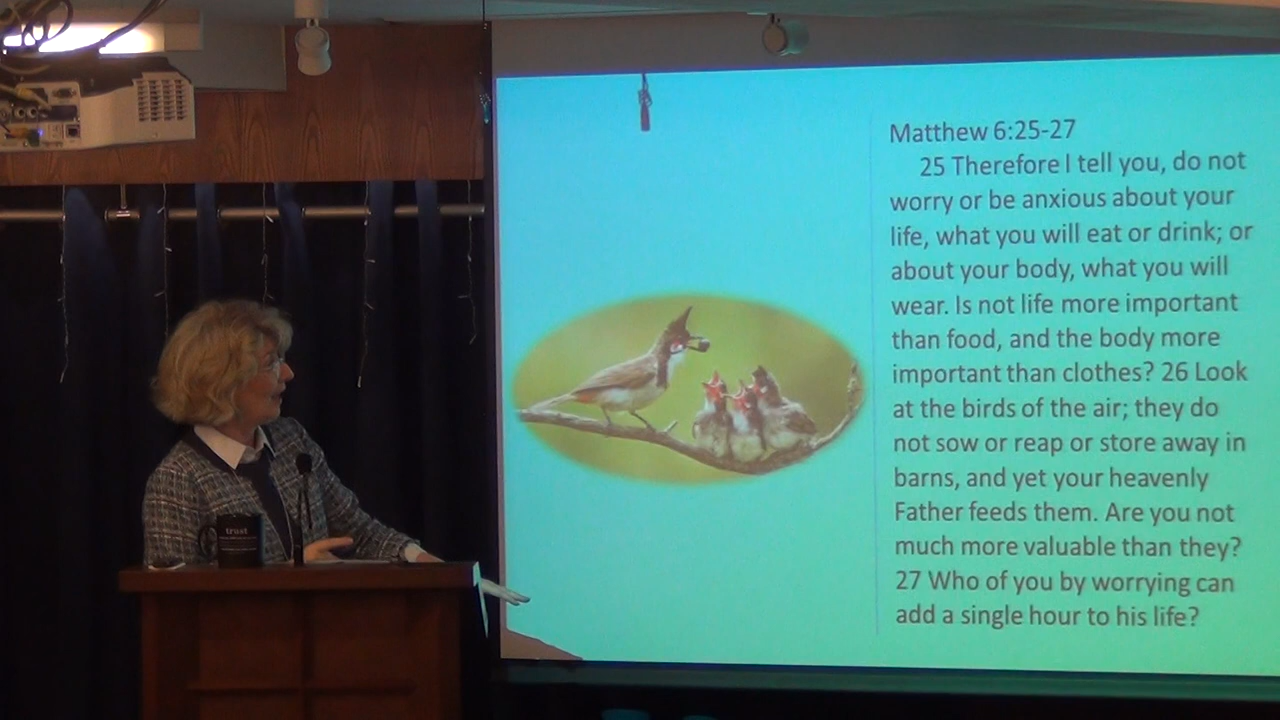 Matthew 6:25-27
25 Therefore I tell you, do not
worry or be anxious about your
life, what you will eat or drink; or
about your body, what you will
wear. Is not life more important
than food, and the body more
important than clothes? 26 Look
at the birds of the air; they do
not sow or reap or store away in
barns, and yet your heavenly
Father feeds them. Are you not
much more valuable than they?
27 Who of you by worrying can
add a single hour to his life?
trust